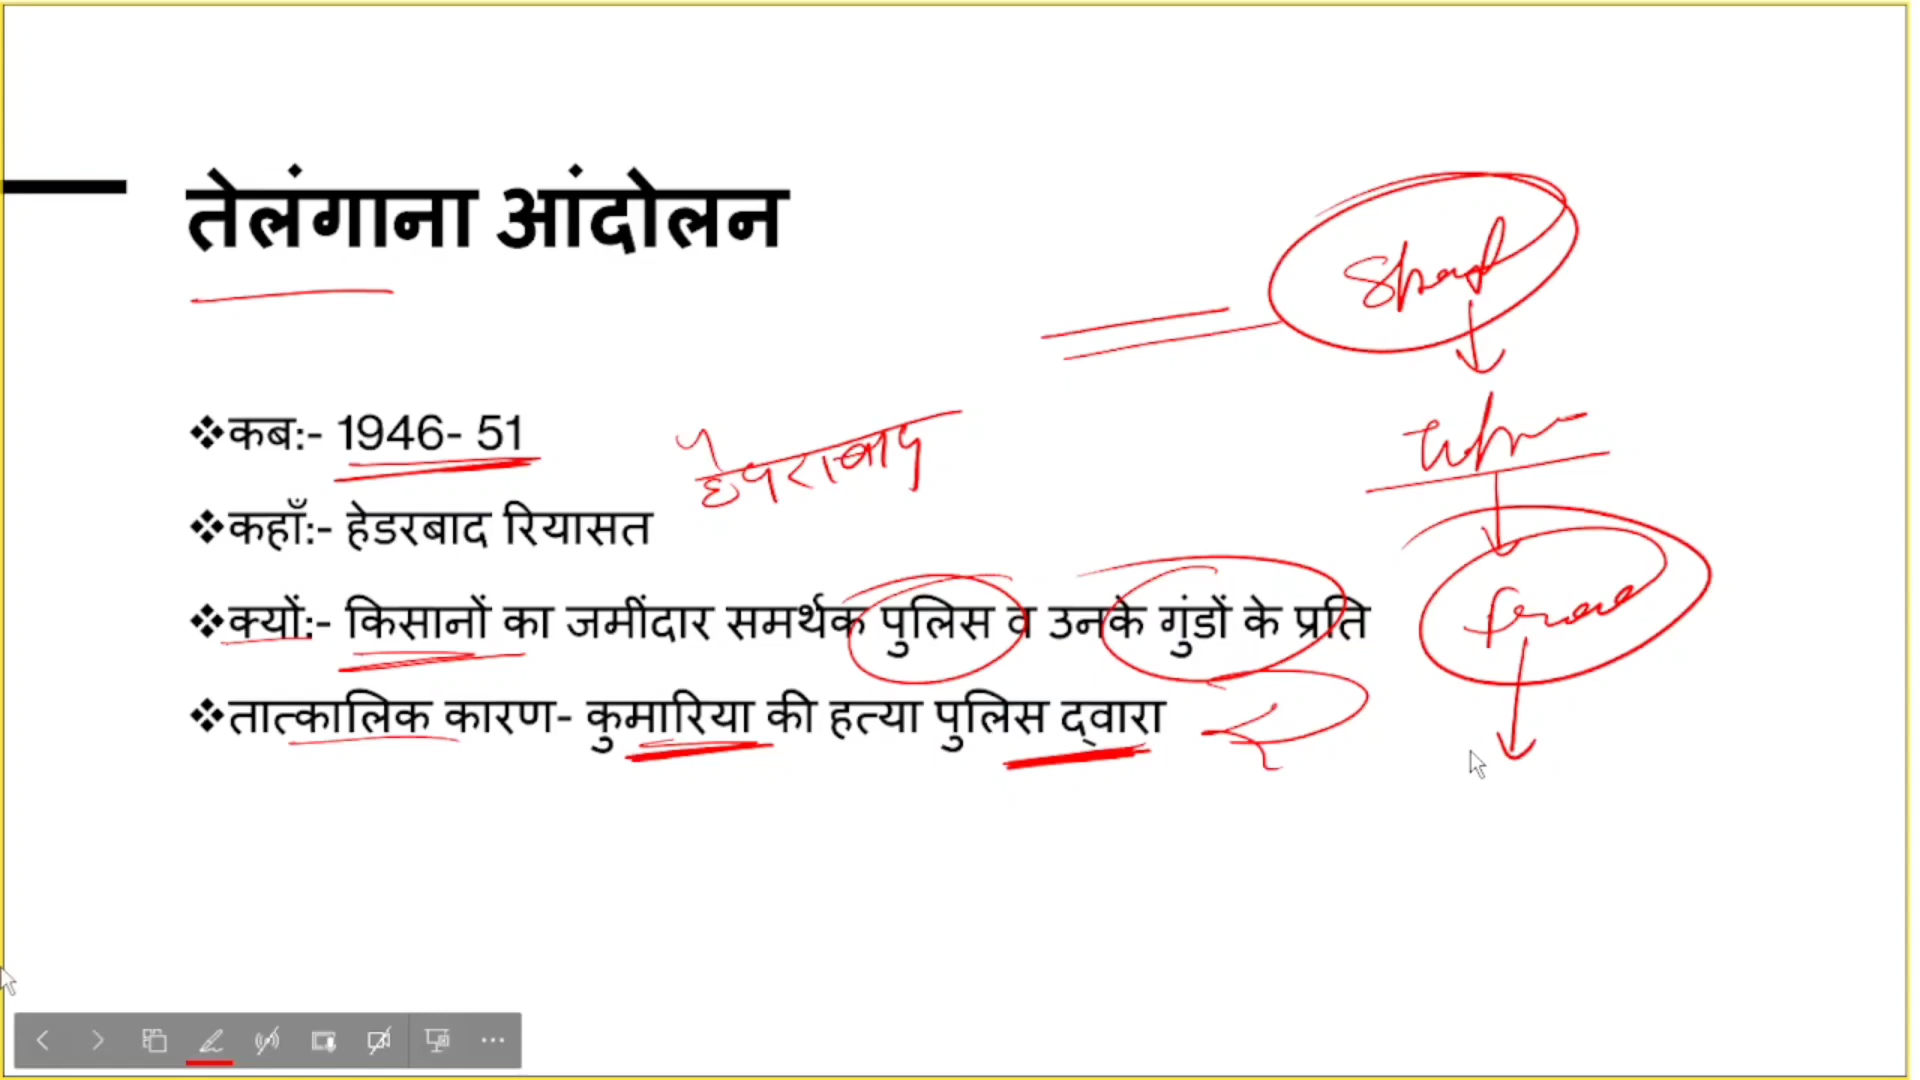 तेलंगाना आंदोलन
❖कब:- 1946- 51
हैदराबाद
❖कहाँ:- हेडरबाद रियासत
❖क्यों:- किसानों का जमींदार समर्थक पुलिस व उनके गुंडों के प्रति
❖तात्कालिक कारण- कुमारिया की हत्या पुलिस द्वारा